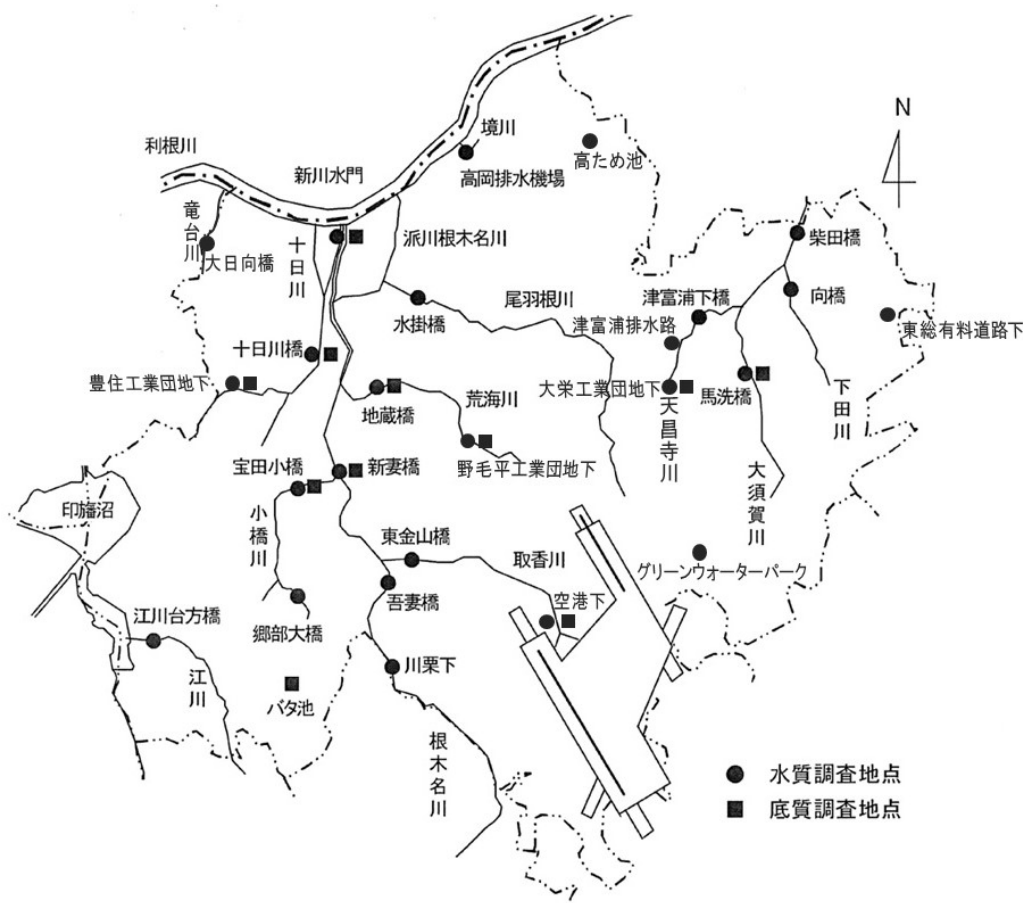 境川
利根川
高ため池
N
新川水門
高岡排水機場
竜台川
十日川
派川根木名川
柴田橋
大日向橋
水掛橋
尾羽根川
津富浦下橋
向橋
津富浦排水路
東総有料道路下
十日川橋
豊住工業団地下
地蔵橋
荒海川
大栄工業団地下
馬洗橋
下田川
天昌寺川
宝田小橋
新妻橋
野毛平工業団地下
大須賀川
印旛沼
小橋川
東金山橋
取香川
グリーンウォーターパーク
吾妻橋
空港下
江川台方橋
郷部大橋
川栗下
江川
バタ池
根木名川
水質調査地点
底質調査地点